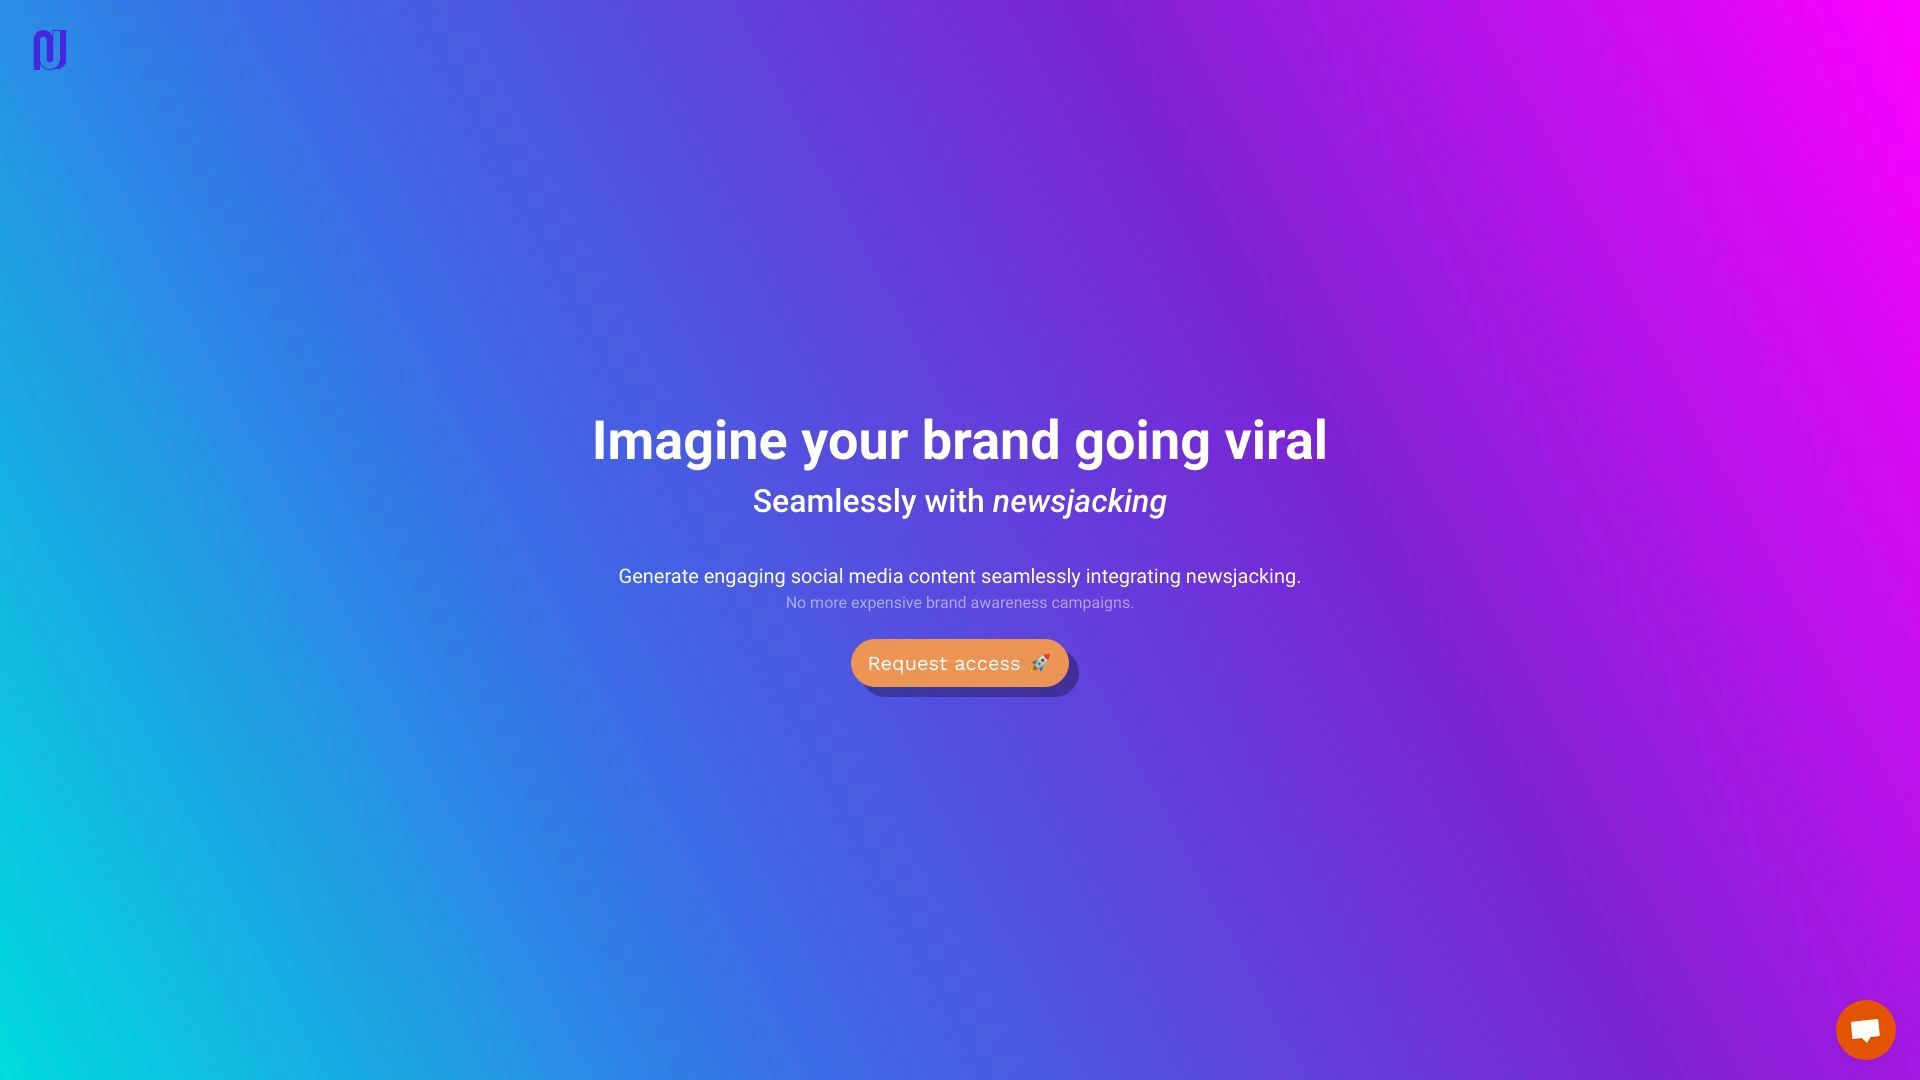 Imagine your brand going viral
Seamlessly with newsjacking
Generate engaging social media content seamlessly integrating newsjacking.
No more expensive brand awareness campaigns.
Request access 🚀